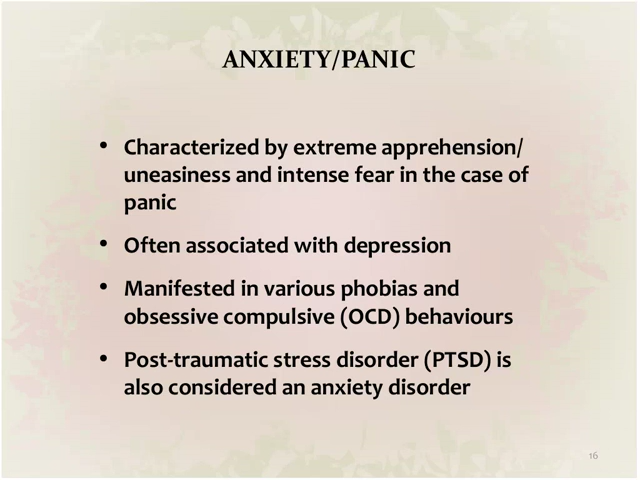 ANXIETY/PANIC
• Characterized by extreme apprehension/
uneasiness and intense fear in the case of
panic
• Often associated with depression
• Manifested in various phobias and
obsessive compulsive (OCD) behaviours
• Post-traumatic stress disorder (PTSD) is
also considered an anxiety disorder
16